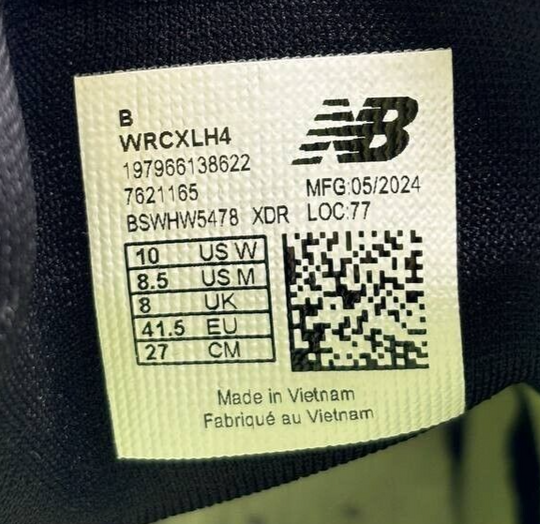 B
WRCXLH4
NB
197966138622
7621165 MFG:05/2024
BSWHW5478 XDR LOC:77
10 US W
8.5 US M
8 UK
41.5 EU
27 CM
Made in Vietnam
Fabriqué au Vietnam